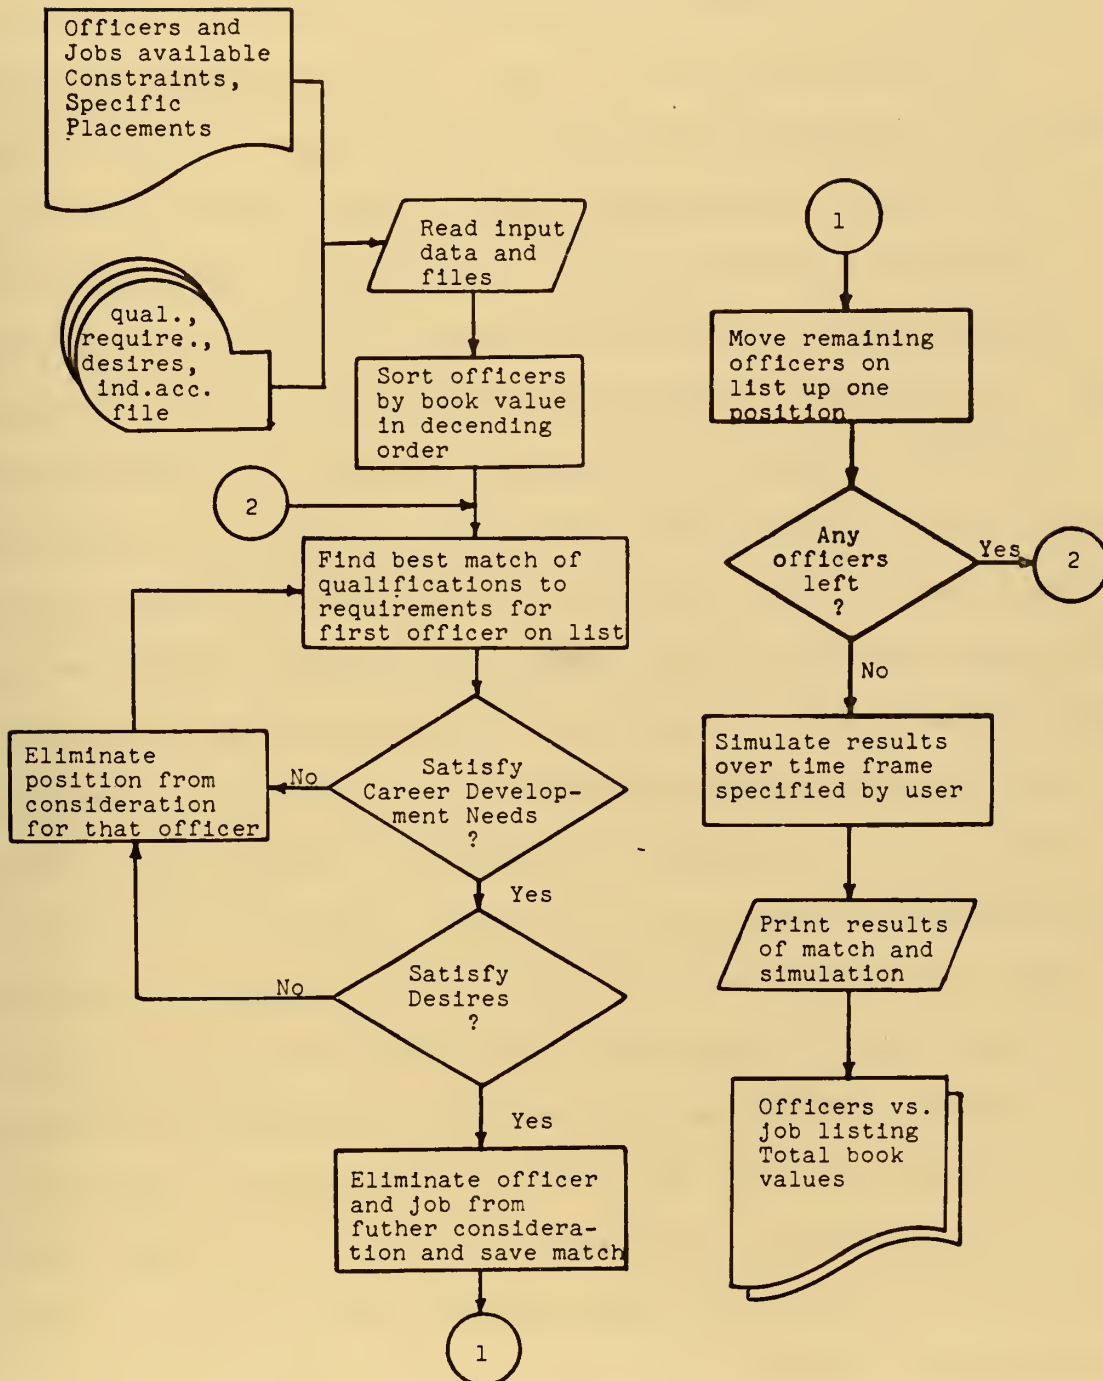 Officers and
Jobs available
Constraints,
Specific
Placements
qual.,
require.,
desires,
ind.acc.
file
Read input
data and
files
Sort officers
by book value
in decending
order
2
Find best match of
qualifications to
requirements for
first officer on list
Satisfy
Career Develop-
ment Needs
?
No
Eliminate
position from
consideration
for that officer
Yes
Satisfy
Desires
?
No
Yes
Eliminate officer
and job from
futher considera-
tion and save match
1
1
Move remaining
officers on
list up one
position
Any
officers
left
?
Yes
2
No
Simulate results
over time frame
specified by user
Print results
of match and
simulation
Officers vs.
job listing
Total book
values